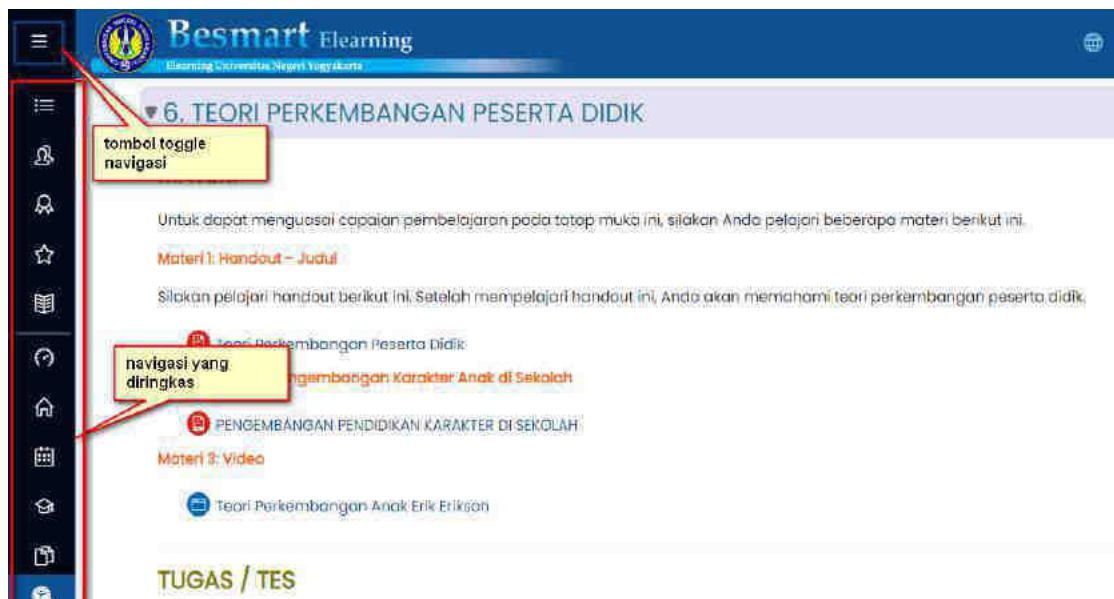 Besmart Elearning
Elearning Universitas Negeri Yogyakarta
6. TEORI PERKEMBANGAN PESERTA DIDIK
tombol toggle
navigasi
Untuk dapat menguasai capaian pembelajaran pada tatap muka ini, silakan Anda pelajari beberapa materi berikut ini.
Materi 1: Handout - Judul
Silakan pelajari handout berikut ini. Setelah mempelajari handout ini, Anda akan memahami teori perkembangan peserta didik.
Teori Perkembangan Peserta Didik
navigasi yang
diringkas
Karakter Anak di Sekolah
PENGEMBANGAN PENDIDIKAN KARAKTER DI SEKOLAH
Materi 3: Video
Teori Perkembangan Anak Erik Erikson
TUGAS / TES